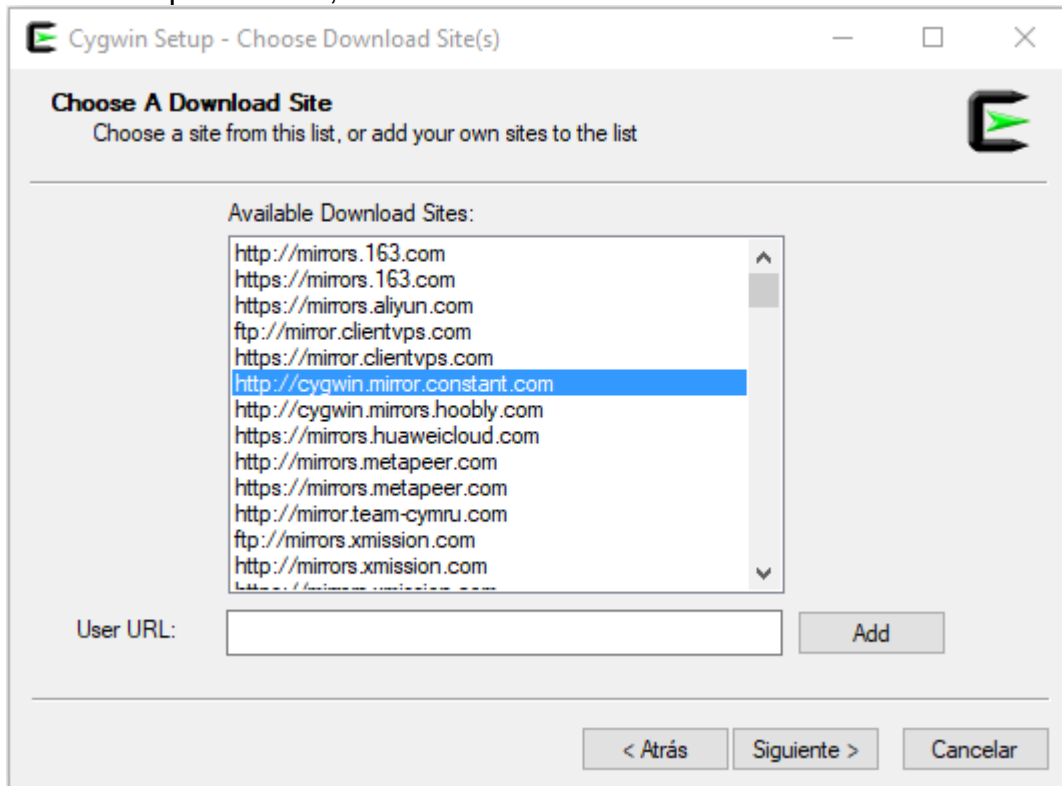 Cygwin Setup - Choose Download Site(s)
Choose A Download Site
Choose a site from this list, or add your own sites to the list
Available Download Sites:
http://mirrors.163.com
https://mirrors.163.com
https://mirrors.aliyun.com
ftp://mirror.clientvps.com
https://mirror.clientvps.com
http://cygwin.mirror.constant.com
http://cygwin.mirrors.hoobly.com
https://mirrors.huaweicloud.com
http://mirrors.metapeer.com
https://mirrors.metapeer.com
http://mirror.team-cymru.com
ftp://mirrors.xmission.com
http://mirrors.xmission.com
User URL:
Add
< Atrás Siguiente > Cancelar